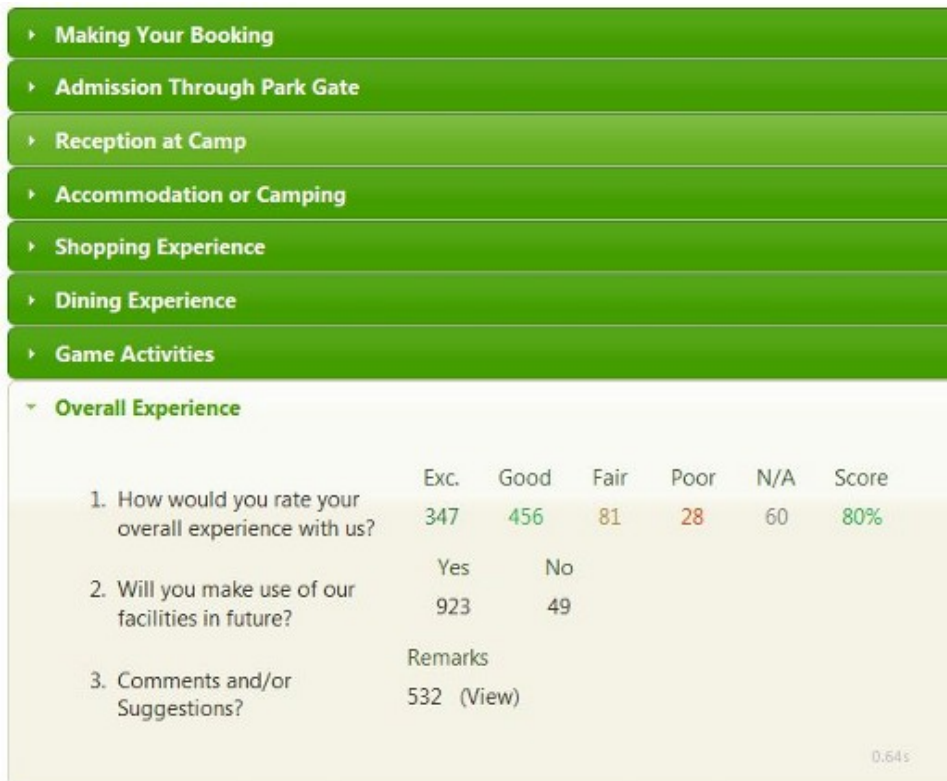 Making Your Booking
Admission Through Park Gate
Reception at Camp
Accommodation or Camping
Shopping Experience
Dining Experience
Game Activities
Overall Experience
Exc. Good Fair Poor N/A Score
1. How would you rate your
overall experience with us?
347 456 81 28 60 80%
Yes No
2. Will you make use of our
facilities in future?
923 49
Remarks
3. Comments and/or
Suggestions?
532 (View)
0.64s